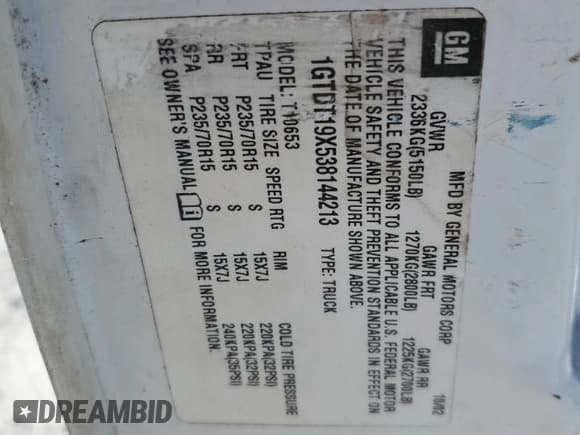 GM
MFD BY GENERAL MOTORS CORP 10/02
GVWR GAWR FRT GAWR RR
2336KG(5150LB) 1270KG(2800LB) 1225KG(2700LB)
THIS VEHICLE CONFORMS TO ALL APPLICABLE U.S. FEDERAL MOTOR
VEHICLE SAFETY AND THEFT PREVENTION STANDARDS IN EFFECT ON
THE DATE OF MANUFACTURE SHOWN ABOVE.
1GTDT19X538144213 TYPE: TRUCK
MODEL: T10653
TPAU TIRE SIZE SPEED RTG RIM COLD TIRE PRESSURE
FRT P235/70R15 S 15X7J 220KPA(32PSI)
RR P235/70R15 S 15X7J 220KPA(32PSI)
SPA P235/70R15 S 15X7J 240KPA(35PSI)
SEE OWNER'S MANUAL FOR MORE INFORMATION.
DREAMBID